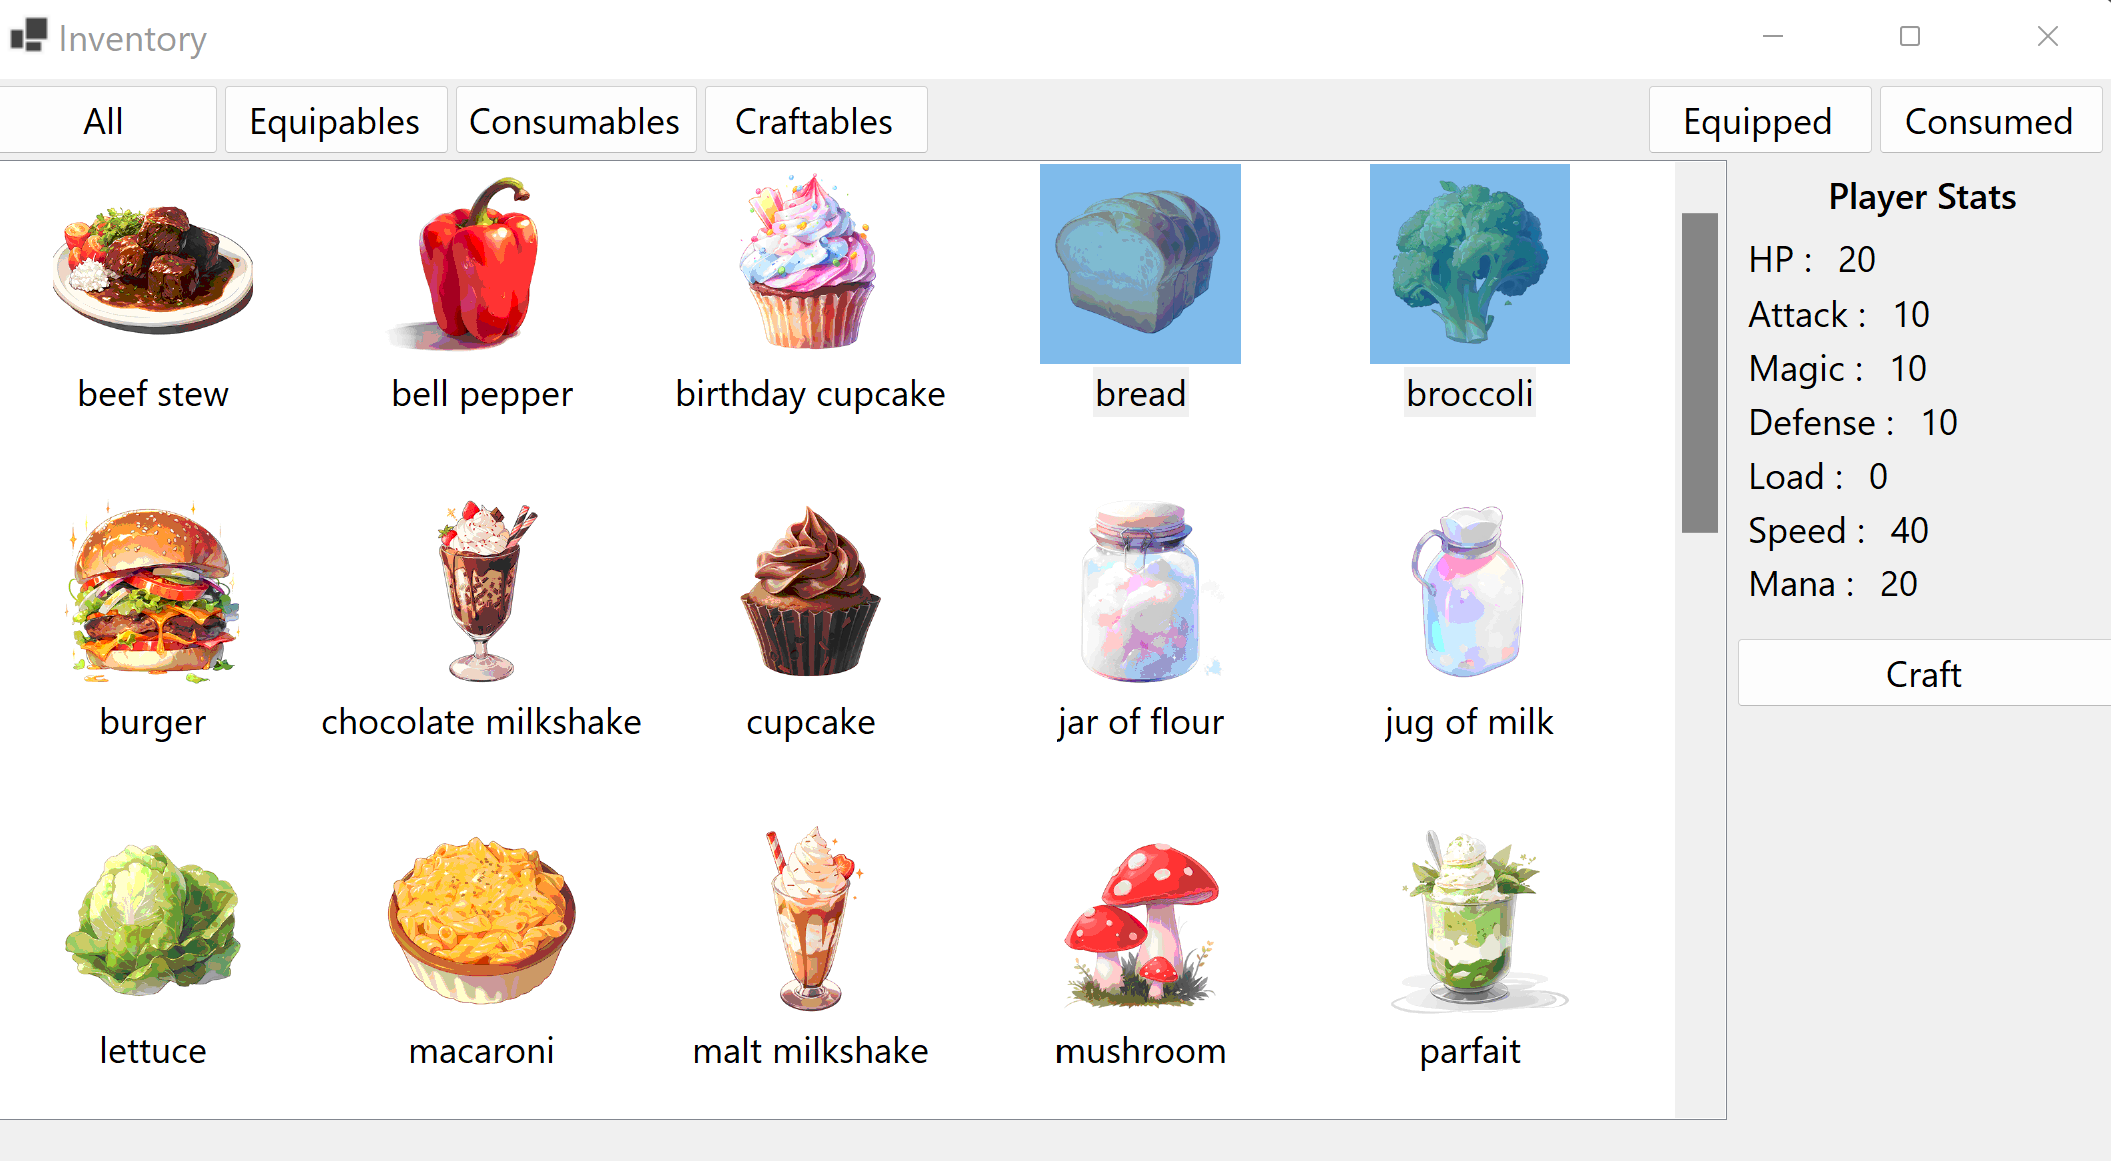 Inventory
All Equipables Consumables Craftables Equipped Consumed
beef stew bell pepper birthday cupcake bread broccoli
burger chocolate milkshake cupcake jar of flour jug of milk
lettuce macaroni malt milkshake mushroom parfait
Player Stats
HP : 20
Attack : 10
Magic : 10
Defense : 10
Load : 0
Speed : 40
Mana : 20
Craft